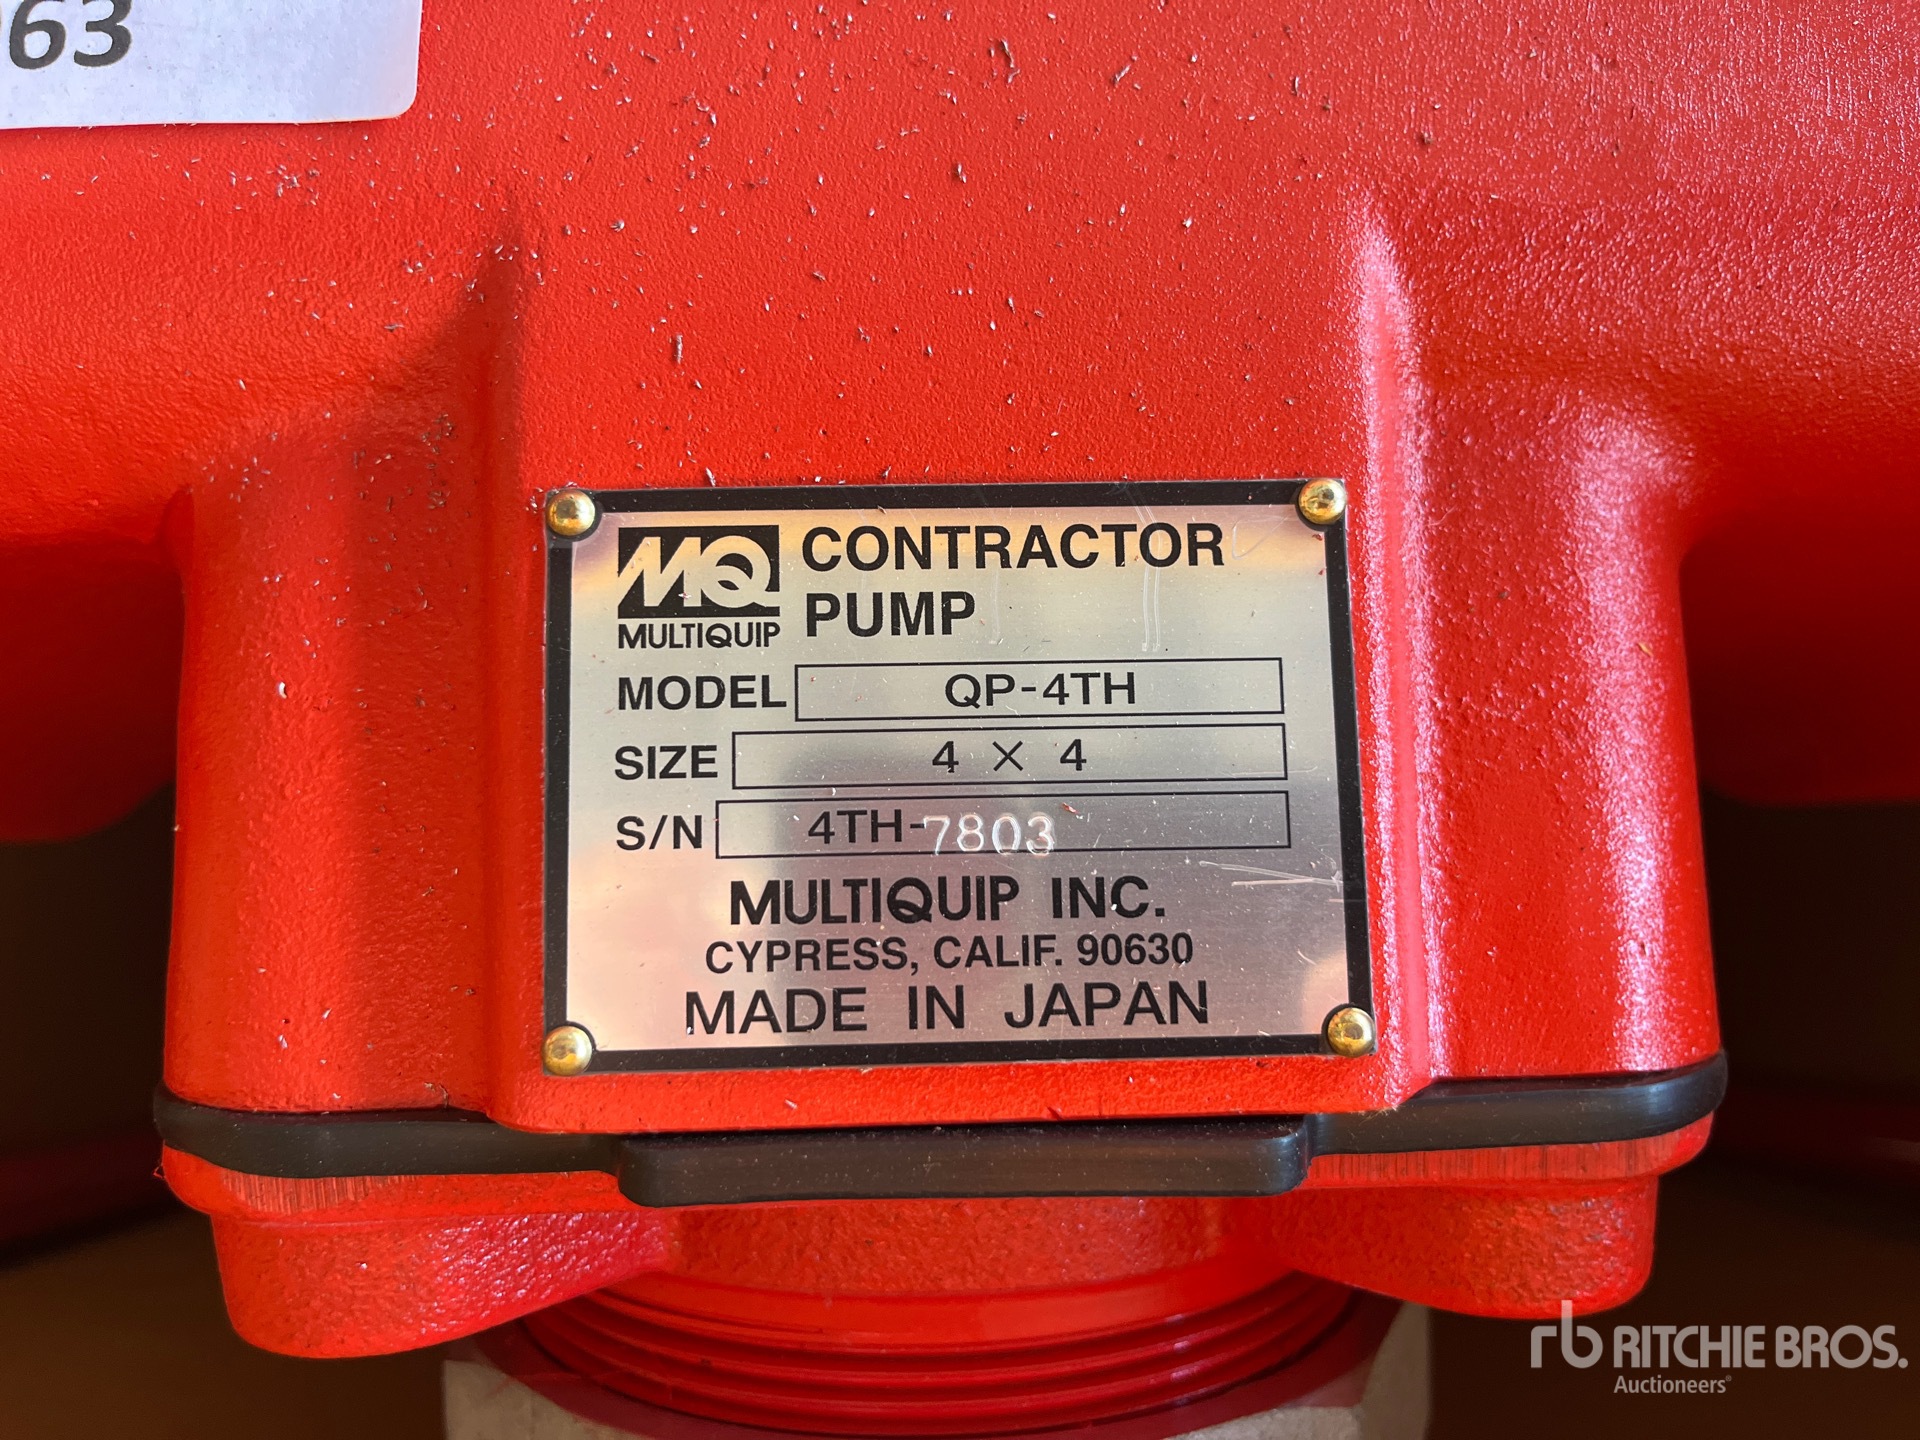 63
MQ CONTRACTOR
MULTIQUIP PUMP
MODEL QP-4TH
SIZE 4 × 4
S/N 4TH-7803
MULTIQUIP INC.
CYPRESS, CALIF. 90630
MADE IN JAPAN
rb RITCHIE BROS.
Auctioneers